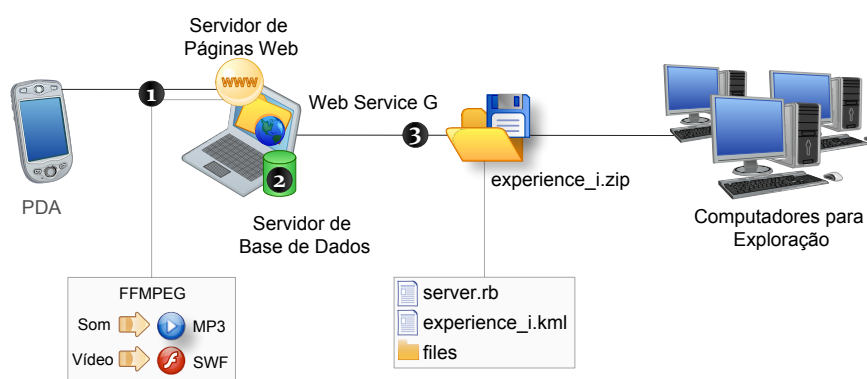 Servidor de
Páginas Web
www
1
Web Service G
3
2
PDA
experience_i.zip
Servidor de
Base de Dados
Computadores para
Exploração
FFMPEG
Som
MP3
Vídeo
SWF
server.rb
experience_i.kml
files